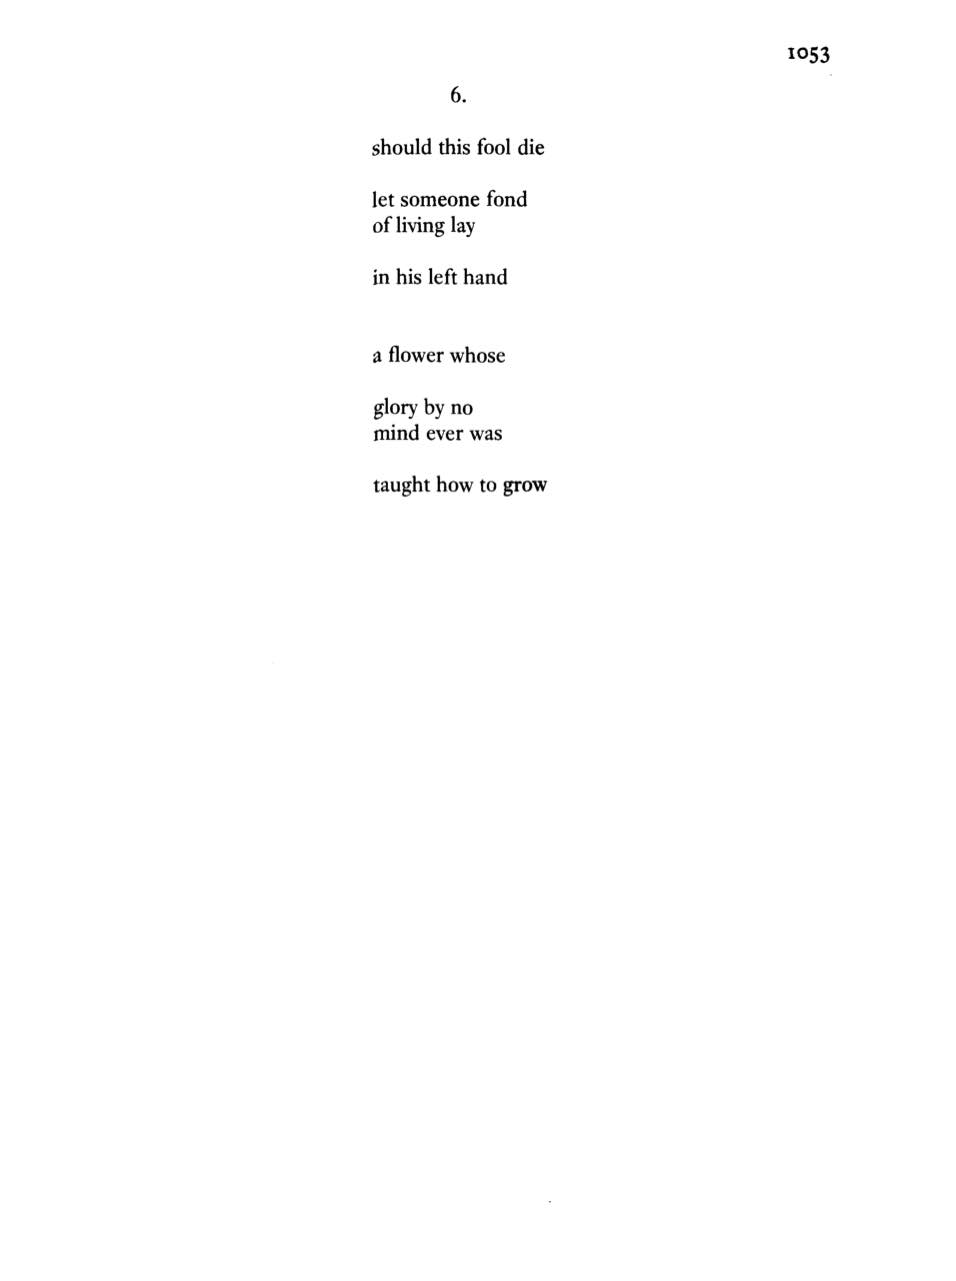 1053
6.
should this fool die
let someone fond
of living lay
in his left hand
a flower whose
glory by no
mind ever was
taught how to grow